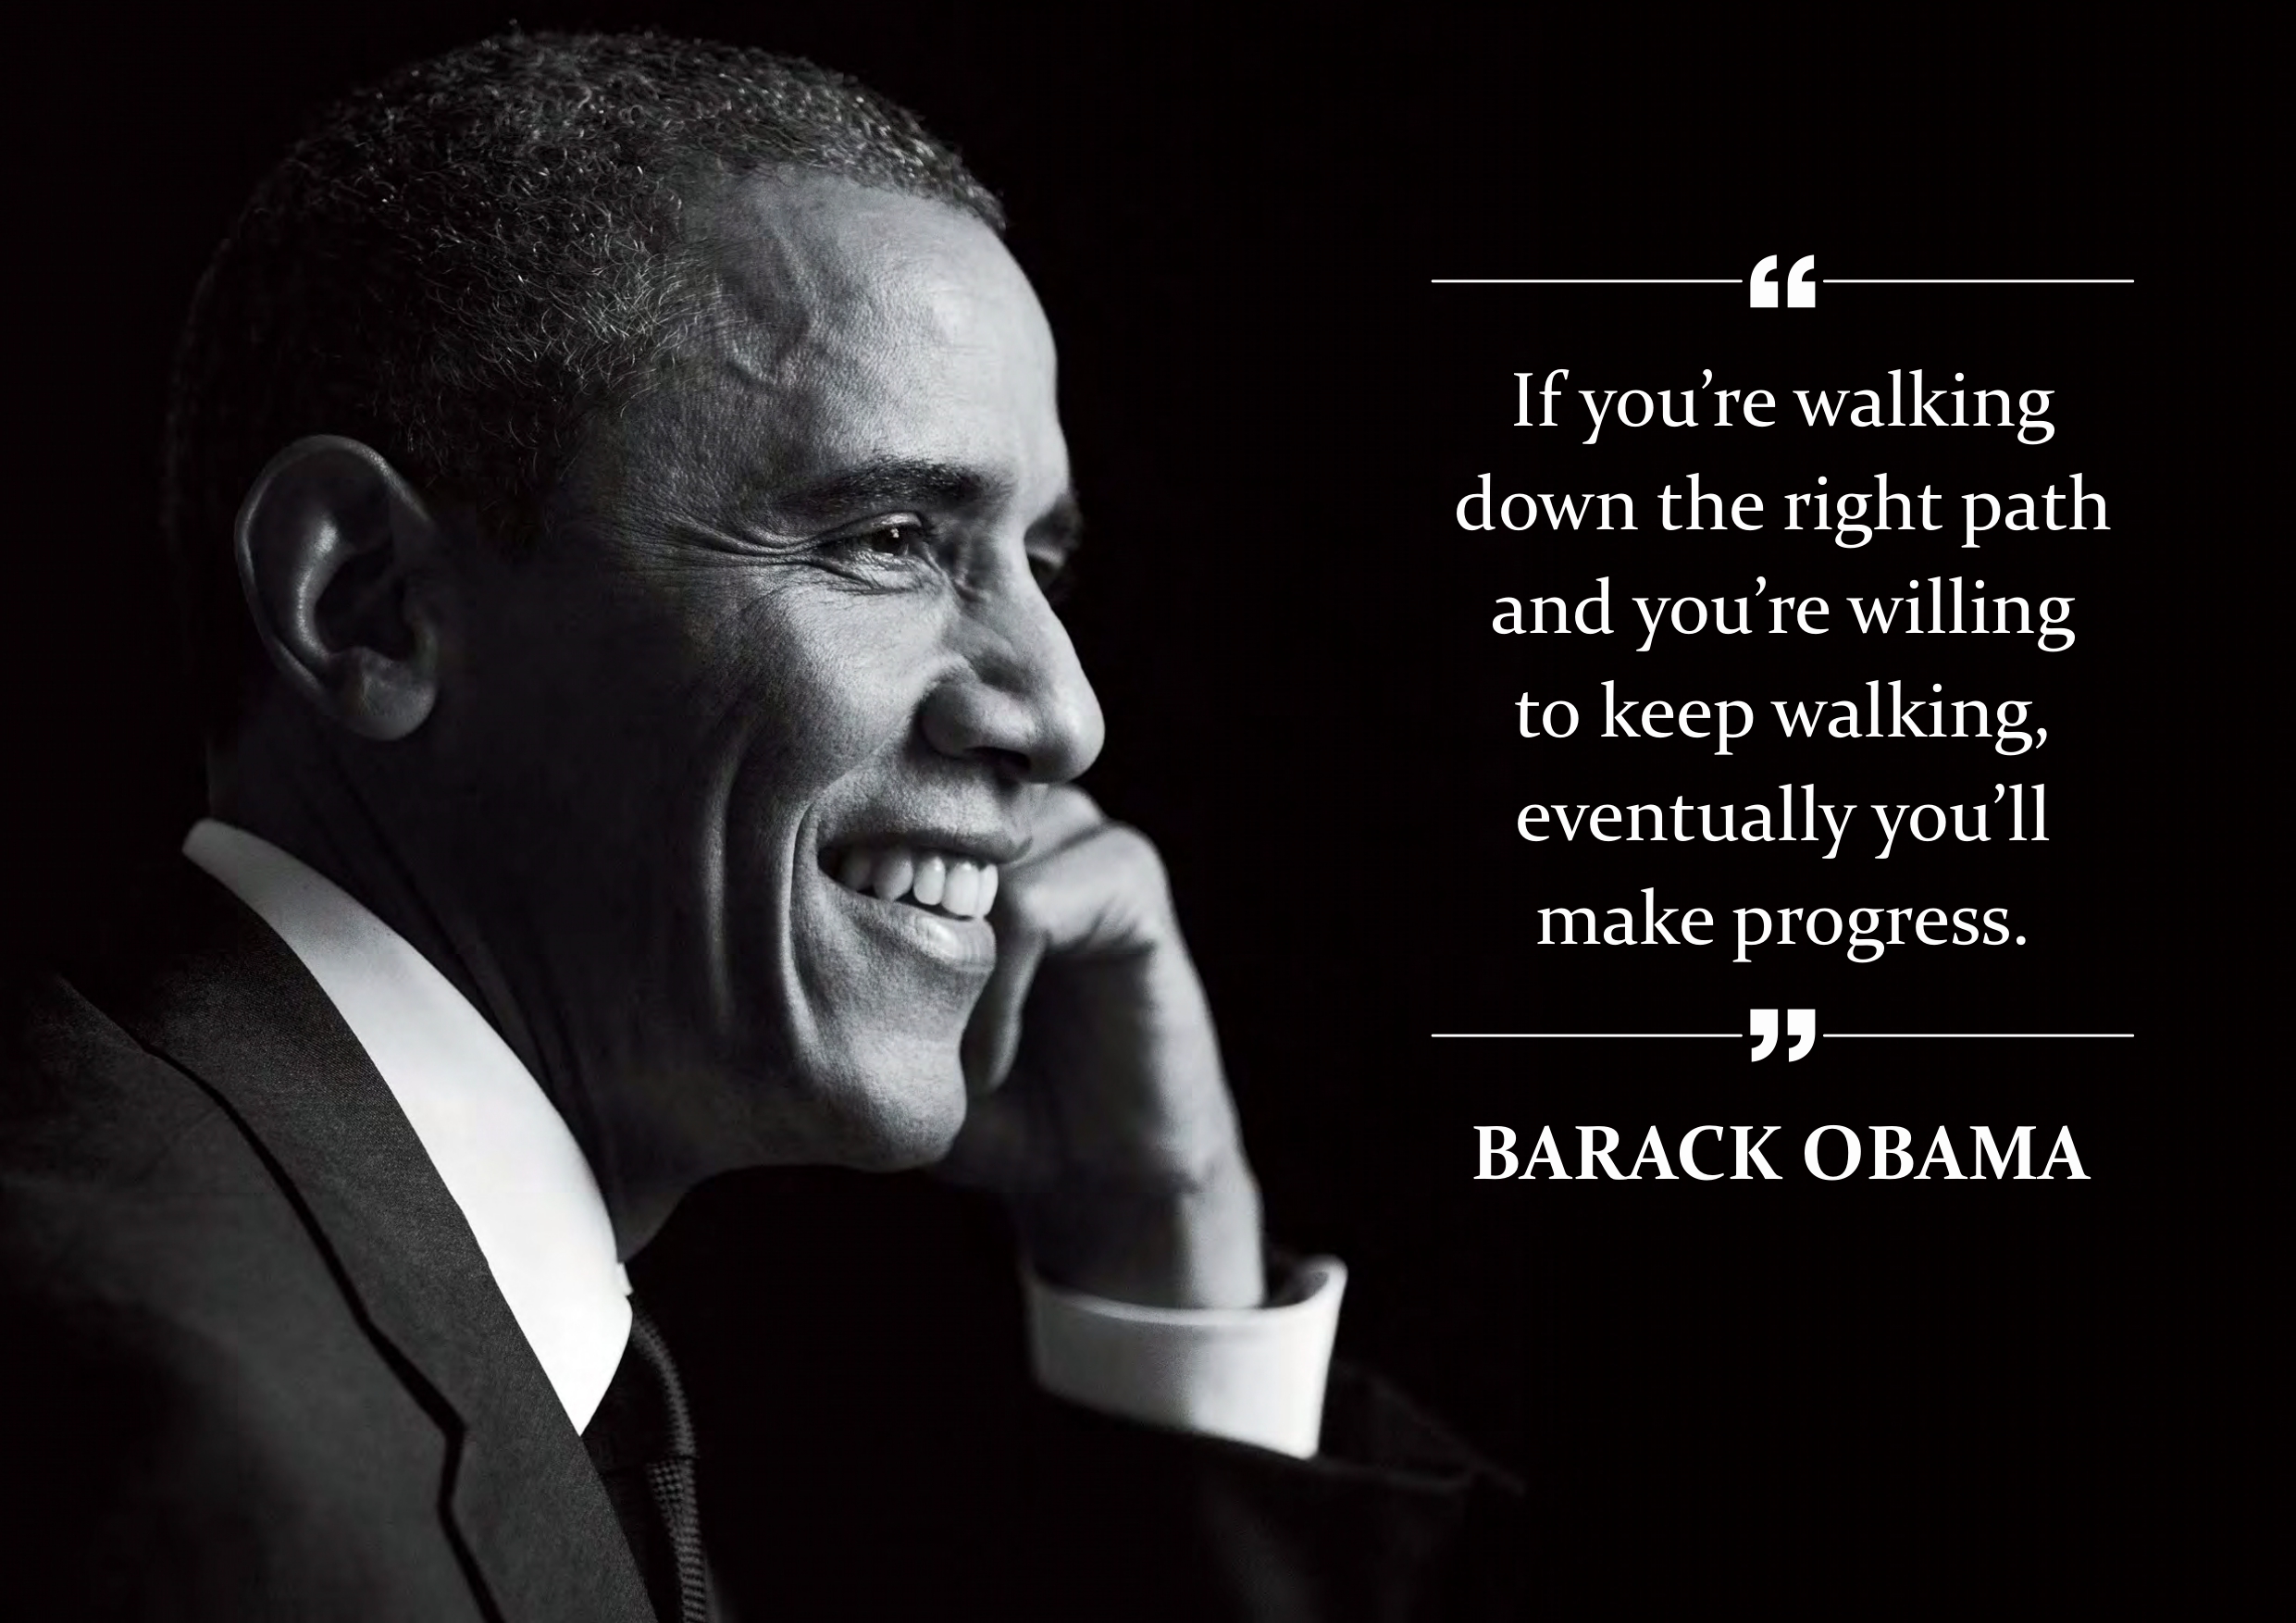 “
If you’re walking
down the right path
and you’re willing
to keep walking,
eventually you’ll
make progress.
”
BARACK OBAMA